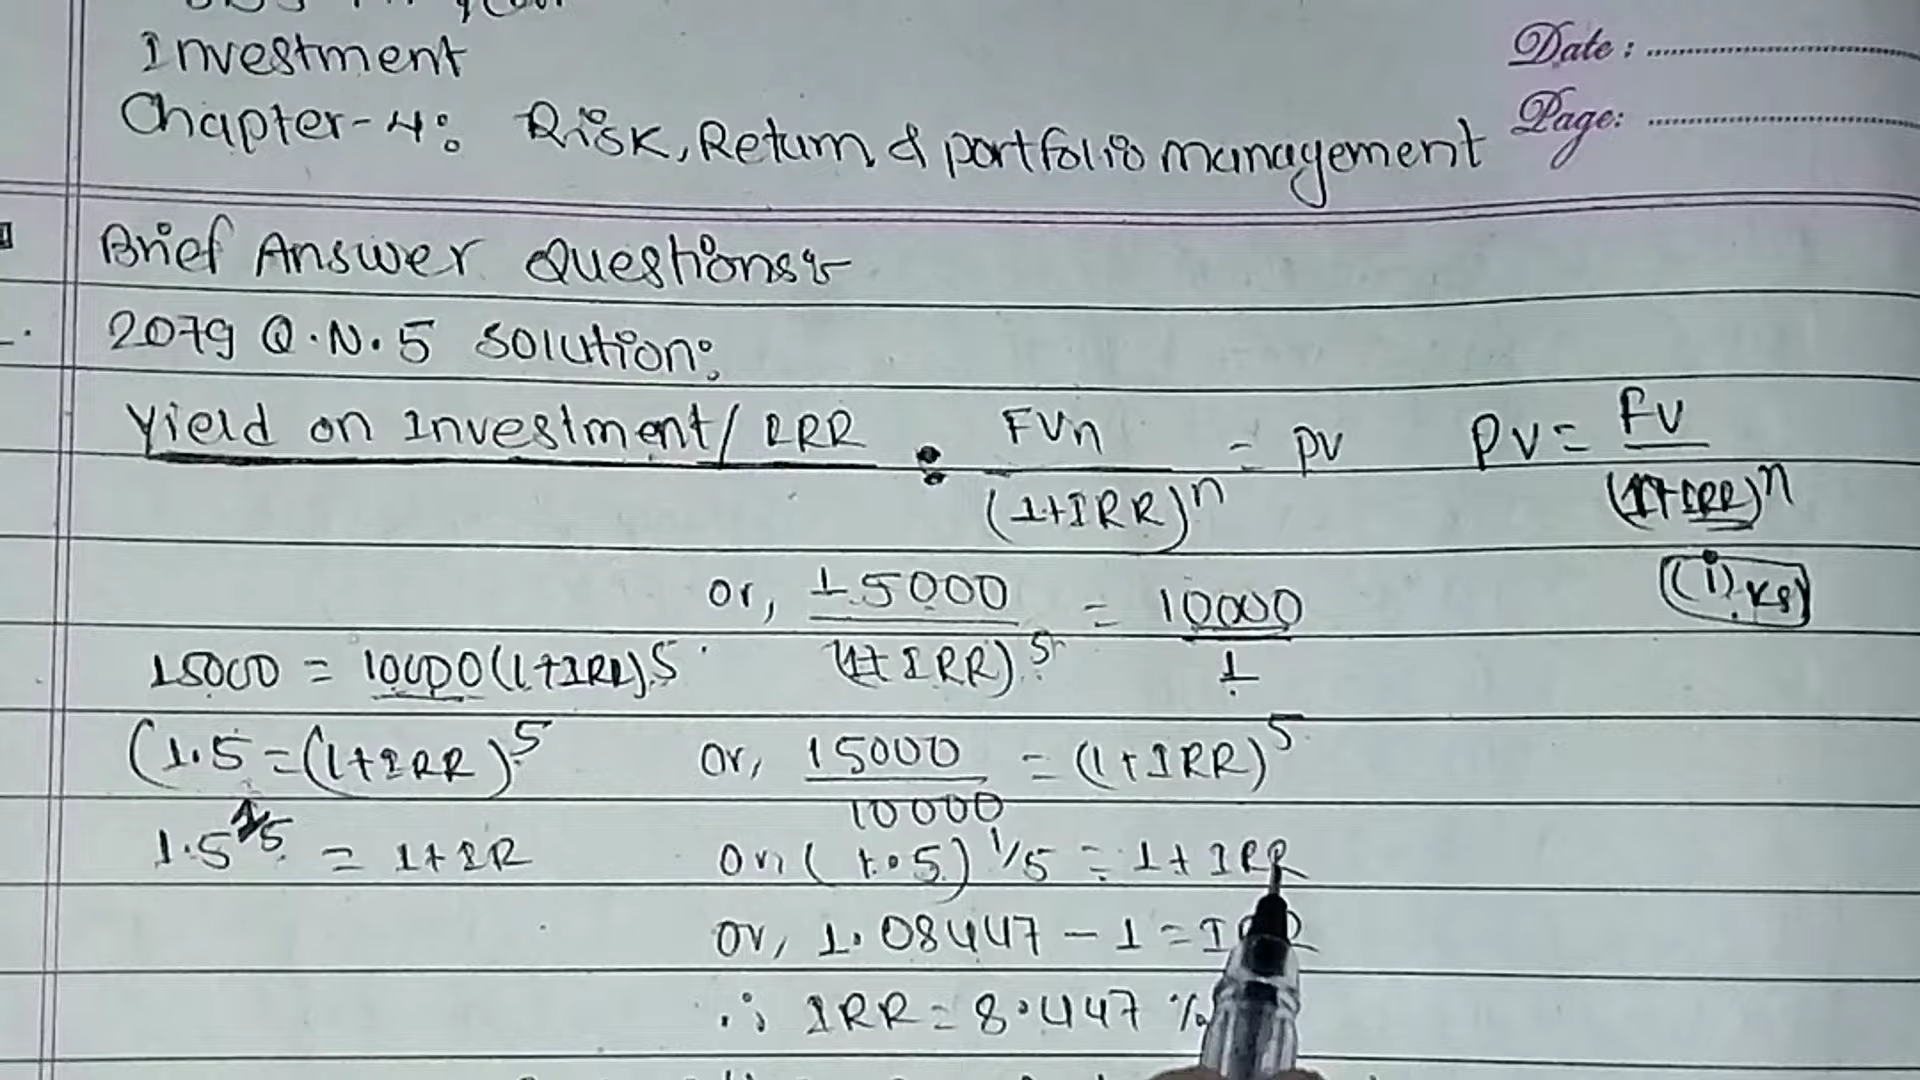 Investment
Date :
Chapter-4: Risk, Return & portfolio management
Page:
Brief Answer Questions:-
2079 Q.N.5 Solution:
Yield on Investment/IRR : FVn / (1+IRR)^n = PV
PV = FV / (1+IRR)^n
or, 15000 / (1+IRR)^5 = 10000 / 1
15000 = 10000(1+IRR)5
(1.5 = (1+IRR)^5
or, 15000 / 10000 = (1+IRR)^5
1.5^1/5 = 1+IR
or, (1.5)^1/5 = 1+IRR
or, 1.08447 - 1 = IRR
∴ IRR = 8.447 %